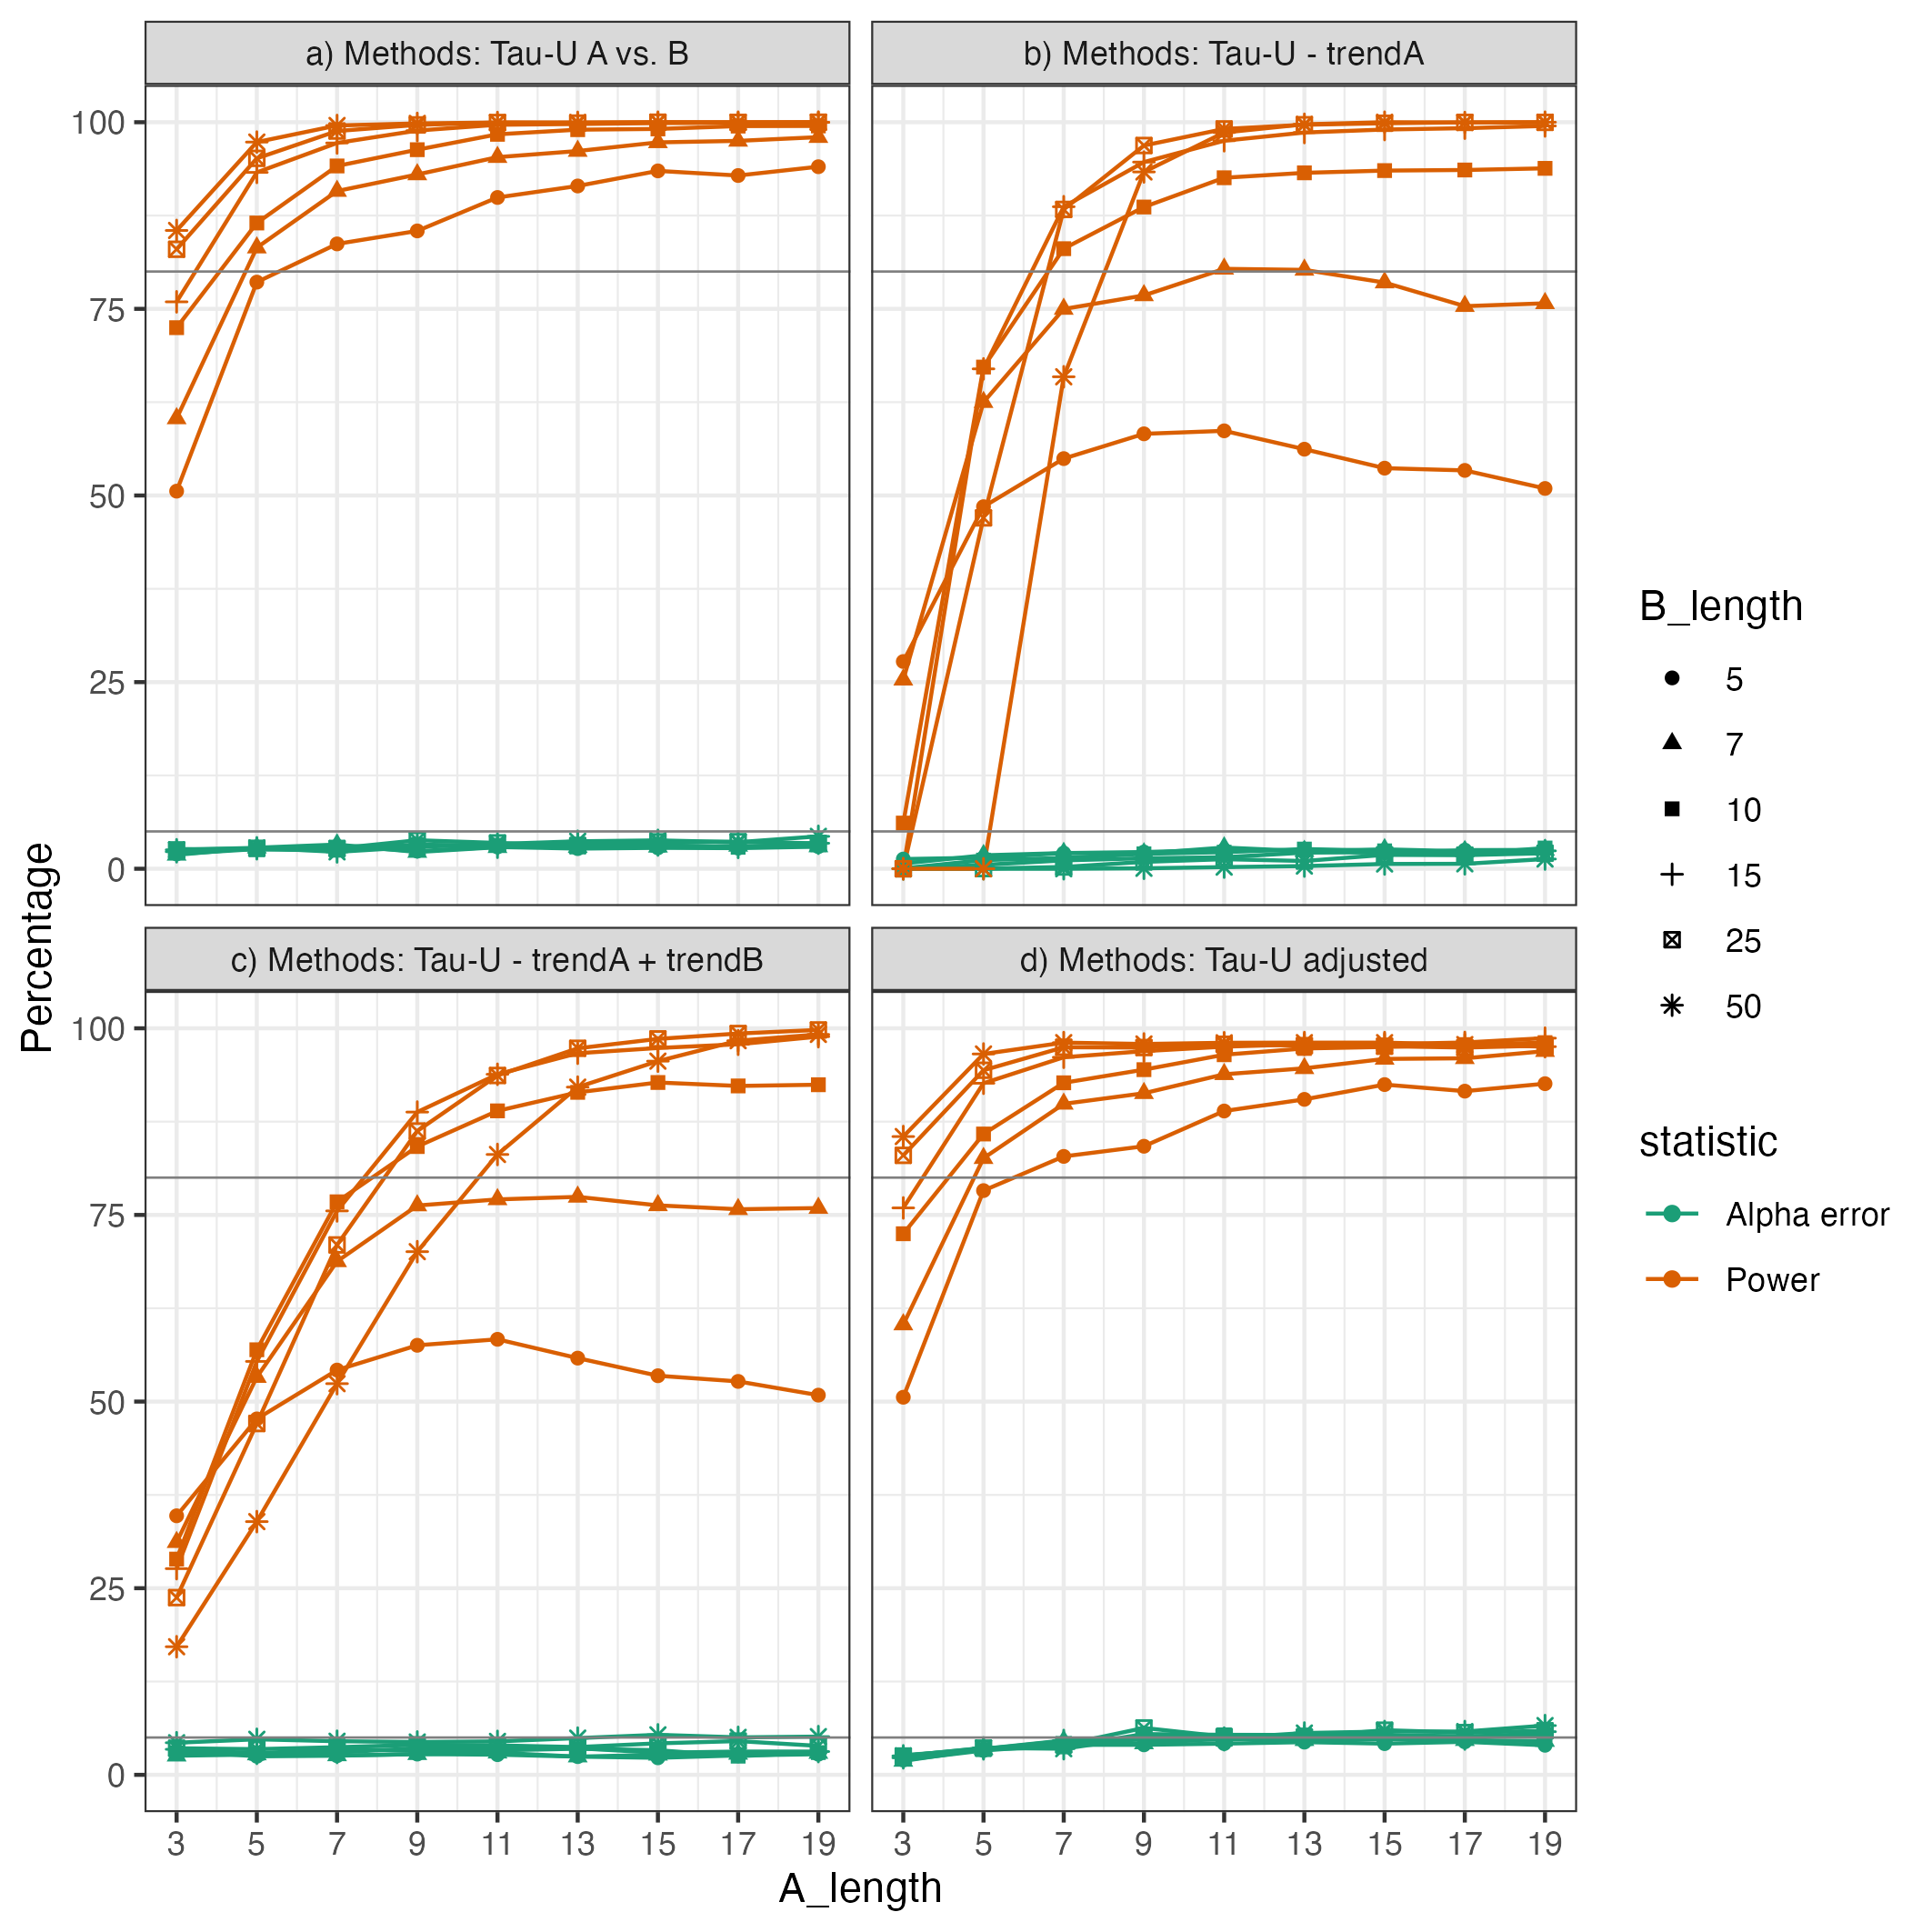 a) Methods: Tau-U A vs. B
b) Methods: Tau-U - trendA
100
75
50
25
0
c) Methods: Tau-U - trendA + trendB
d) Methods: Tau-U adjusted
100
75
50
25
0
3 5 7 9 11 13 15 17 19
3 5 7 9 11 13 15 17 19
A_length
Percentage
B_length
5
7
10
15
25
50
statistic
Alpha error
Power